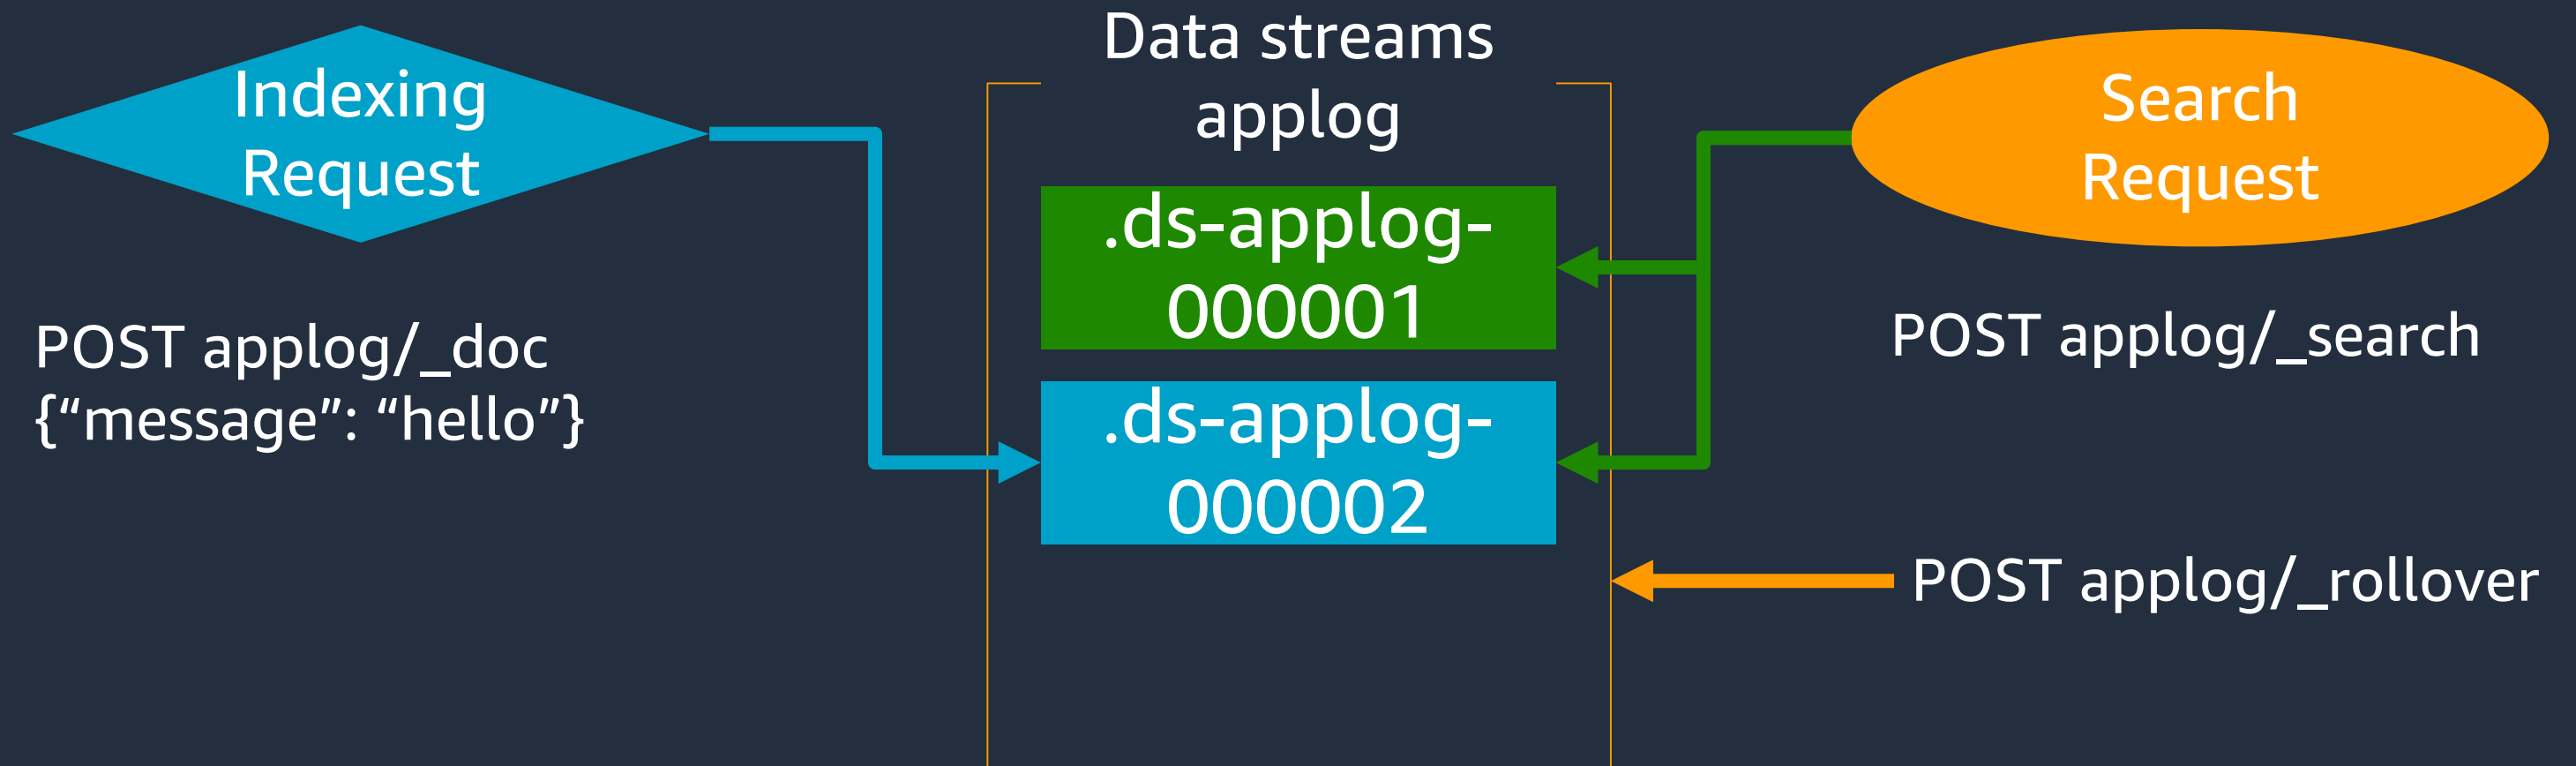 Indexing
Request
POST applog/_doc
{“message”: “hello”}
Data streams
applog
.ds-applog-
000001
.ds-applog-
000002
Search
Request
POST applog/_search
POST applog/_rollover